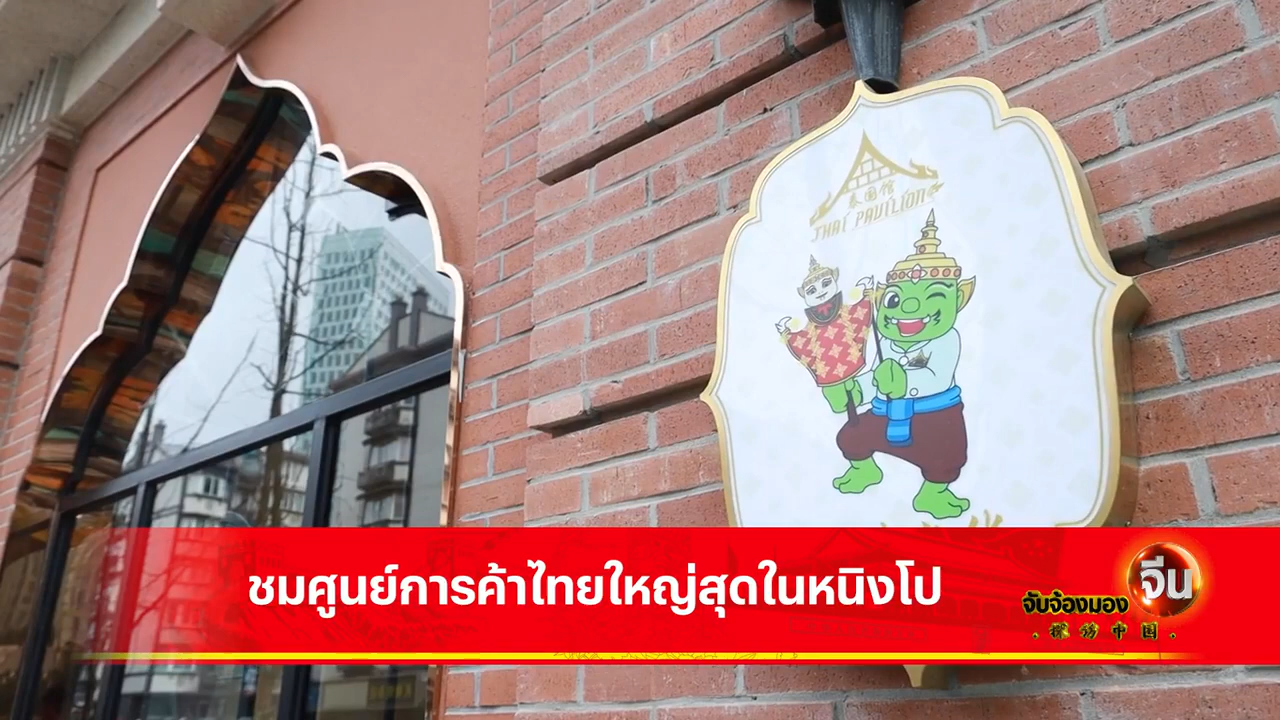 泰国馆
THAI PAVILION
ชมศูนย์การค้าไทยใหญ่สุดในหนิงโป
จับจ้องมอง
จีน
· 探访中国 ·